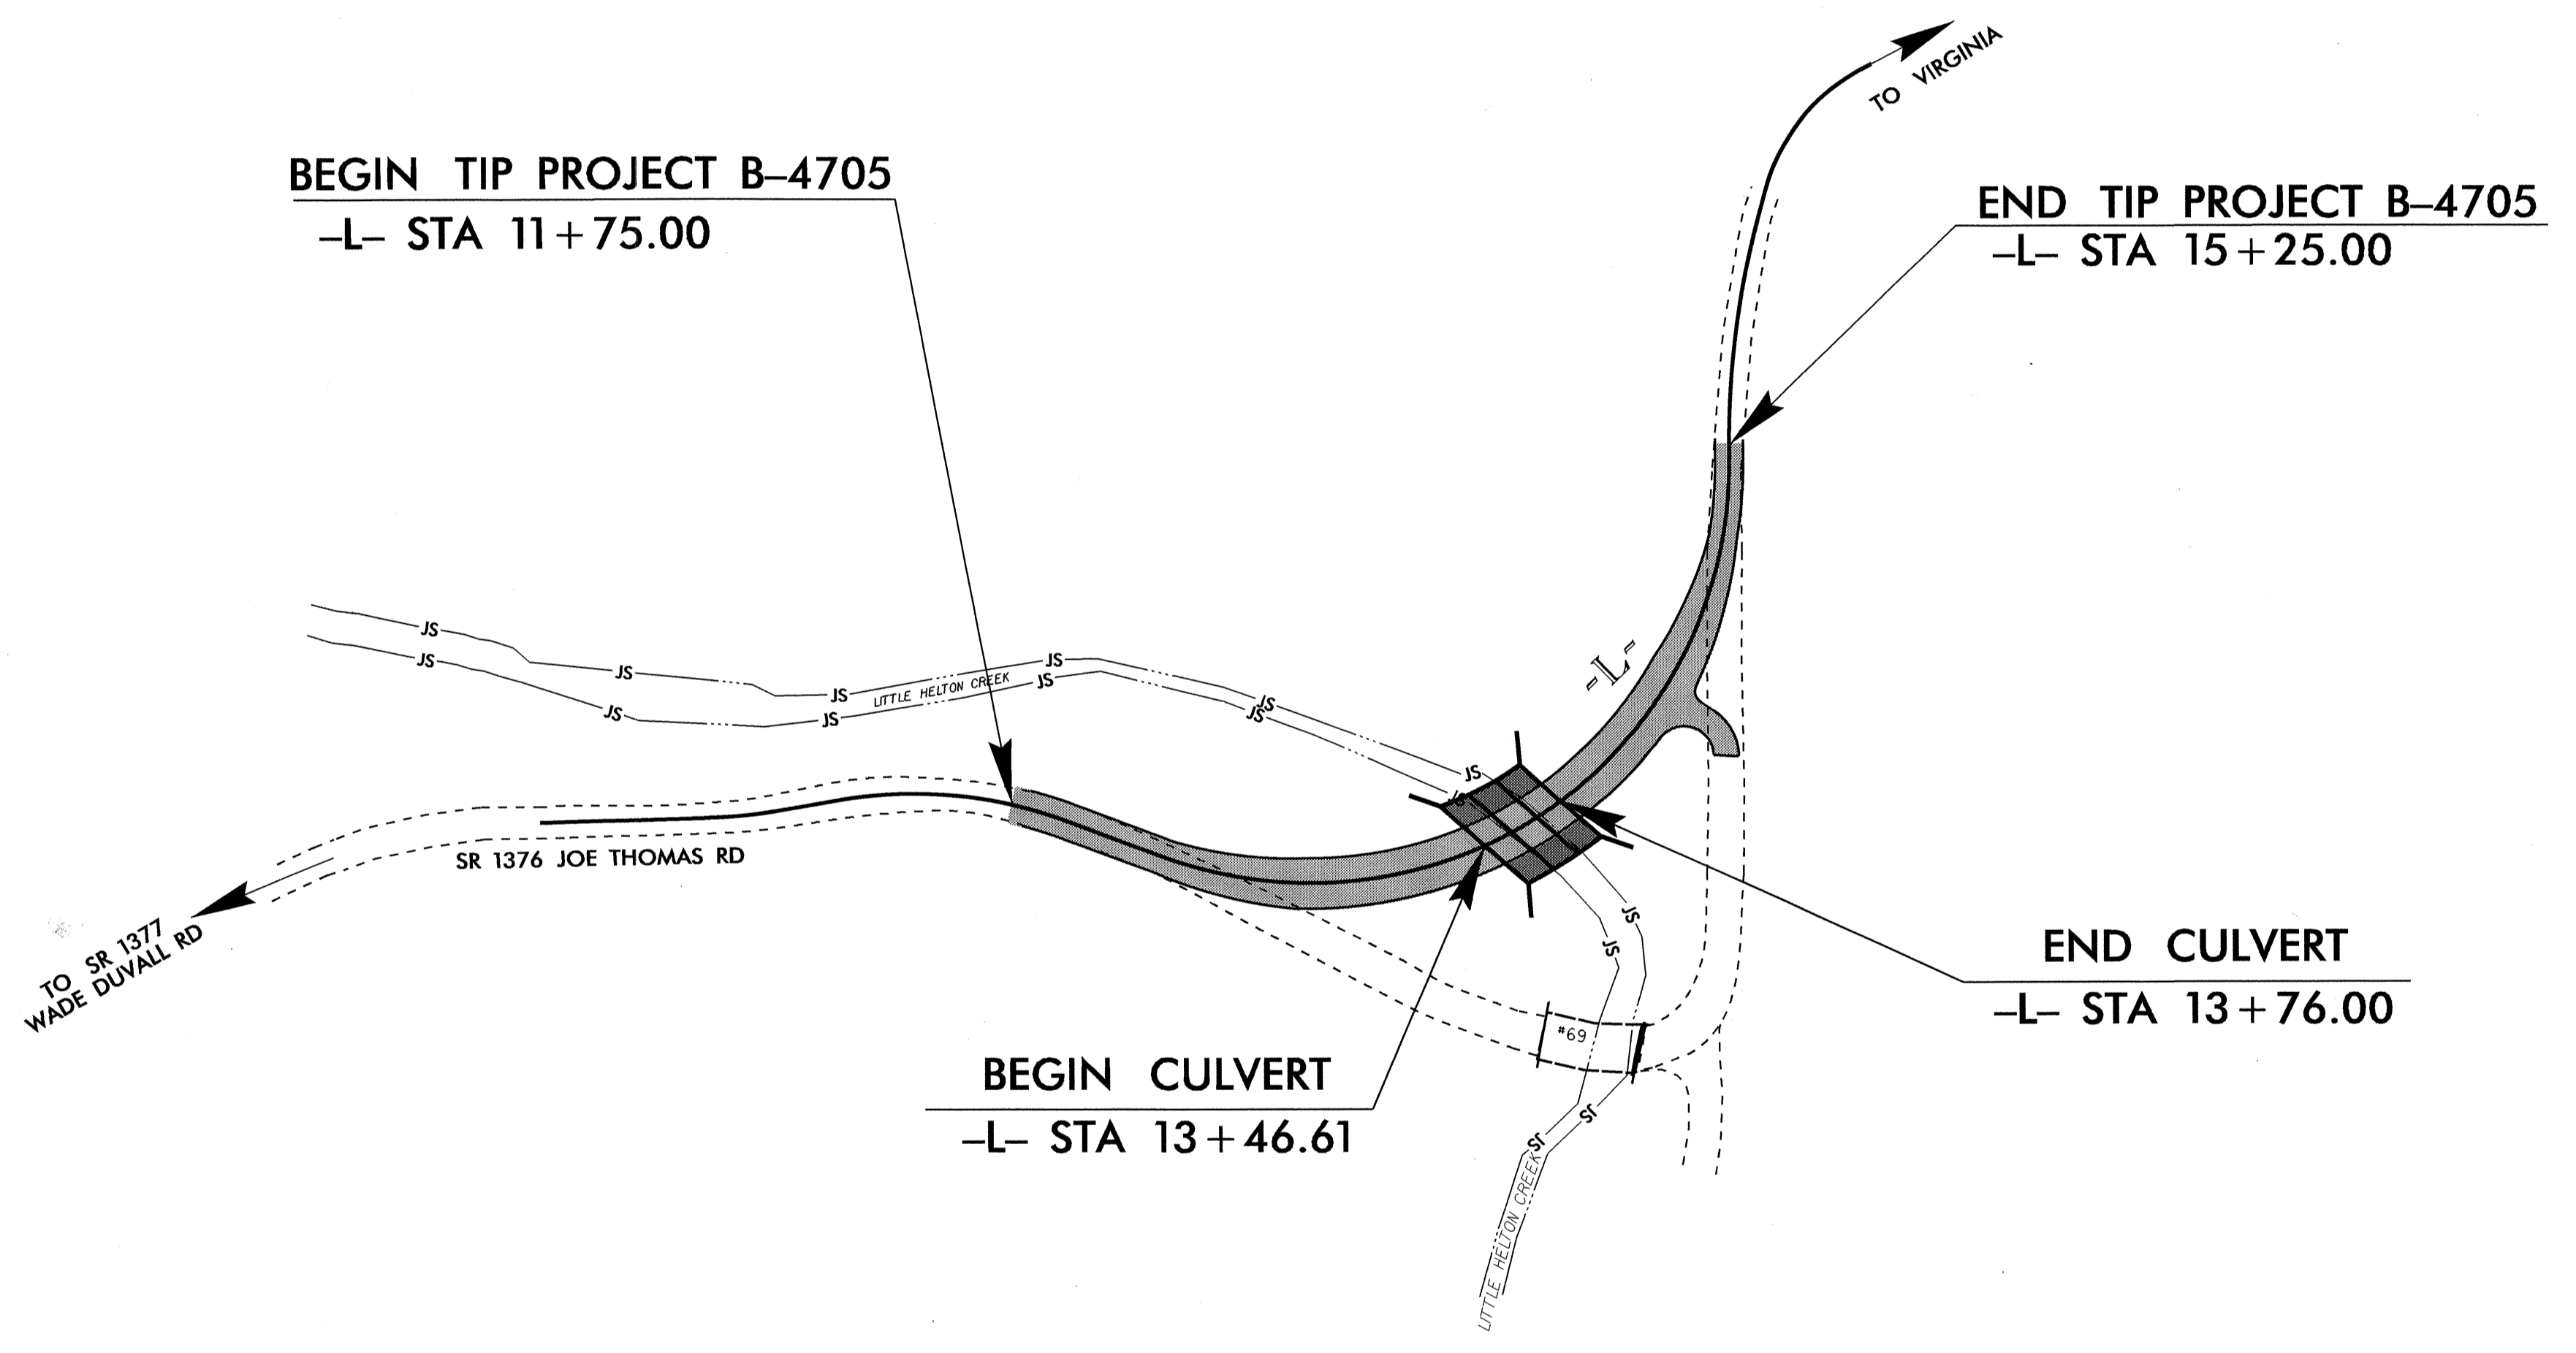 TO VIRGINIA
BEGIN TIP PROJECT B–4705
–L– STA 11+75.00
END TIP PROJECT B–4705
–L– STA 15+25.00
JS
JS
JS
JS
JS
JS
LITTLE HELTON CREEK
JS
JS
JS
JS
-L-
JS
JS
SR 1376 JOE THOMAS RD
TO SR 1377
WADE DUVALL RD
JS
JS
END CULVERT
–L– STA 13+76.00
#69
BEGIN CULVERT
–L– STA 13+46.61
JS
JS
LITTLE HELTON CREEK